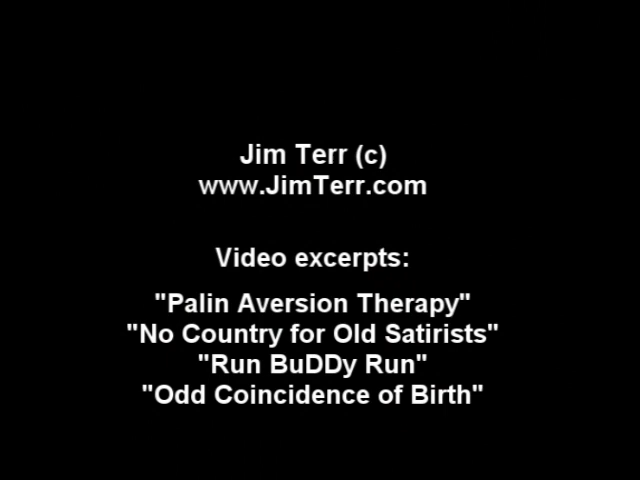 Jim Terr (c)
www.JimTerr.com
Video excerpts:
"Palin Aversion Therapy"
"No Country for Old Satirists"
"Run BuDDy Run"
"Odd Coincidence of Birth"